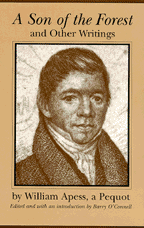 A Son of the Forest
and Other Writings
by William Apess, a Pequot
Edited and with an introduction by Barry O'Connell